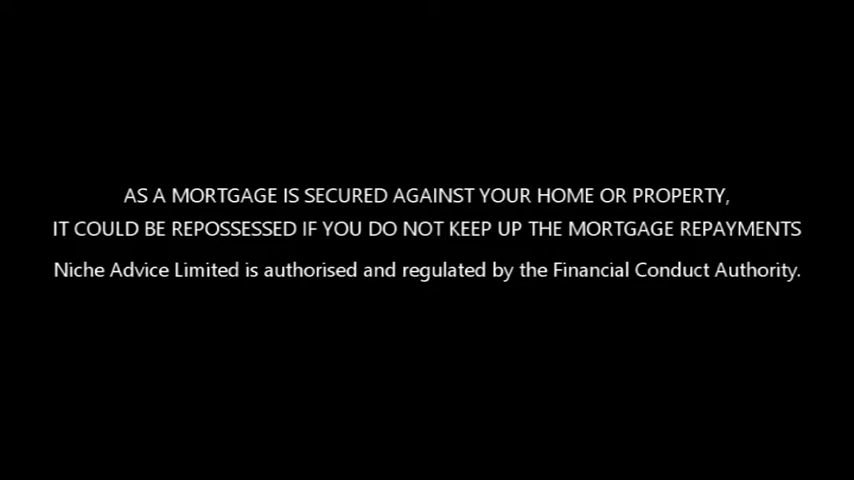 AS A MORTGAGE IS SECURED AGAINST YOUR HOME OR PROPERTY,
IT COULD BE REPOSSESSED IF YOU DO NOT KEEP UP THE MORTGAGE REPAYMENTS
Niche Advice Limited is authorised and regulated by the Financial Conduct Authority.